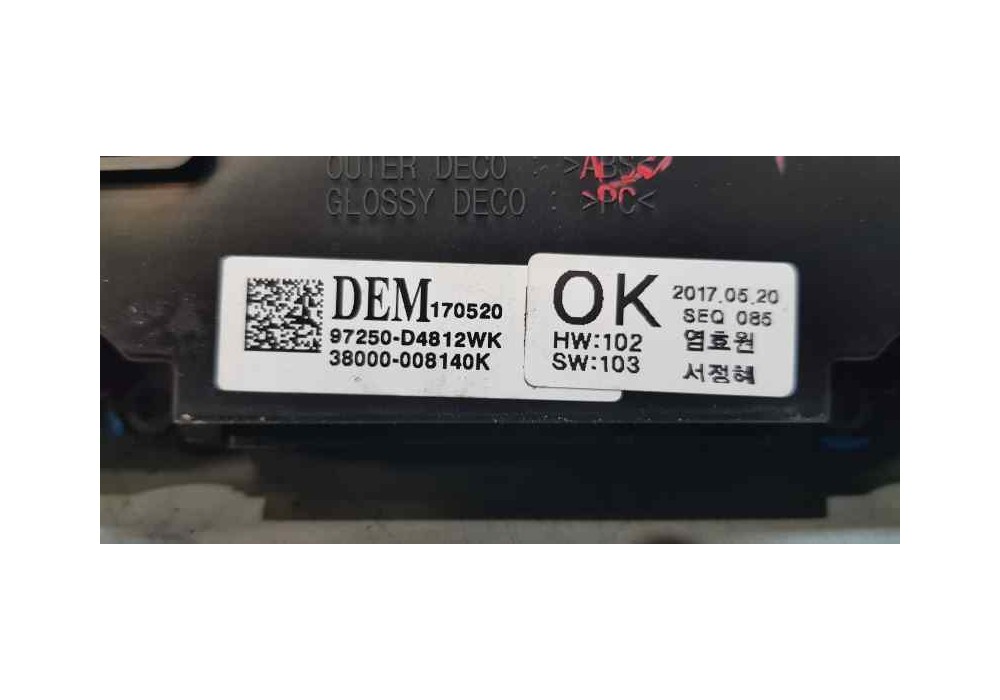 OUTER DECO : >ABS<
GLOSSY DECO : >PC<
DEM170520
97250-D4812WK
38000-008140K
OK
HW:102
SW:103
2017.05.20
SEQ 085
염효원
서정혜